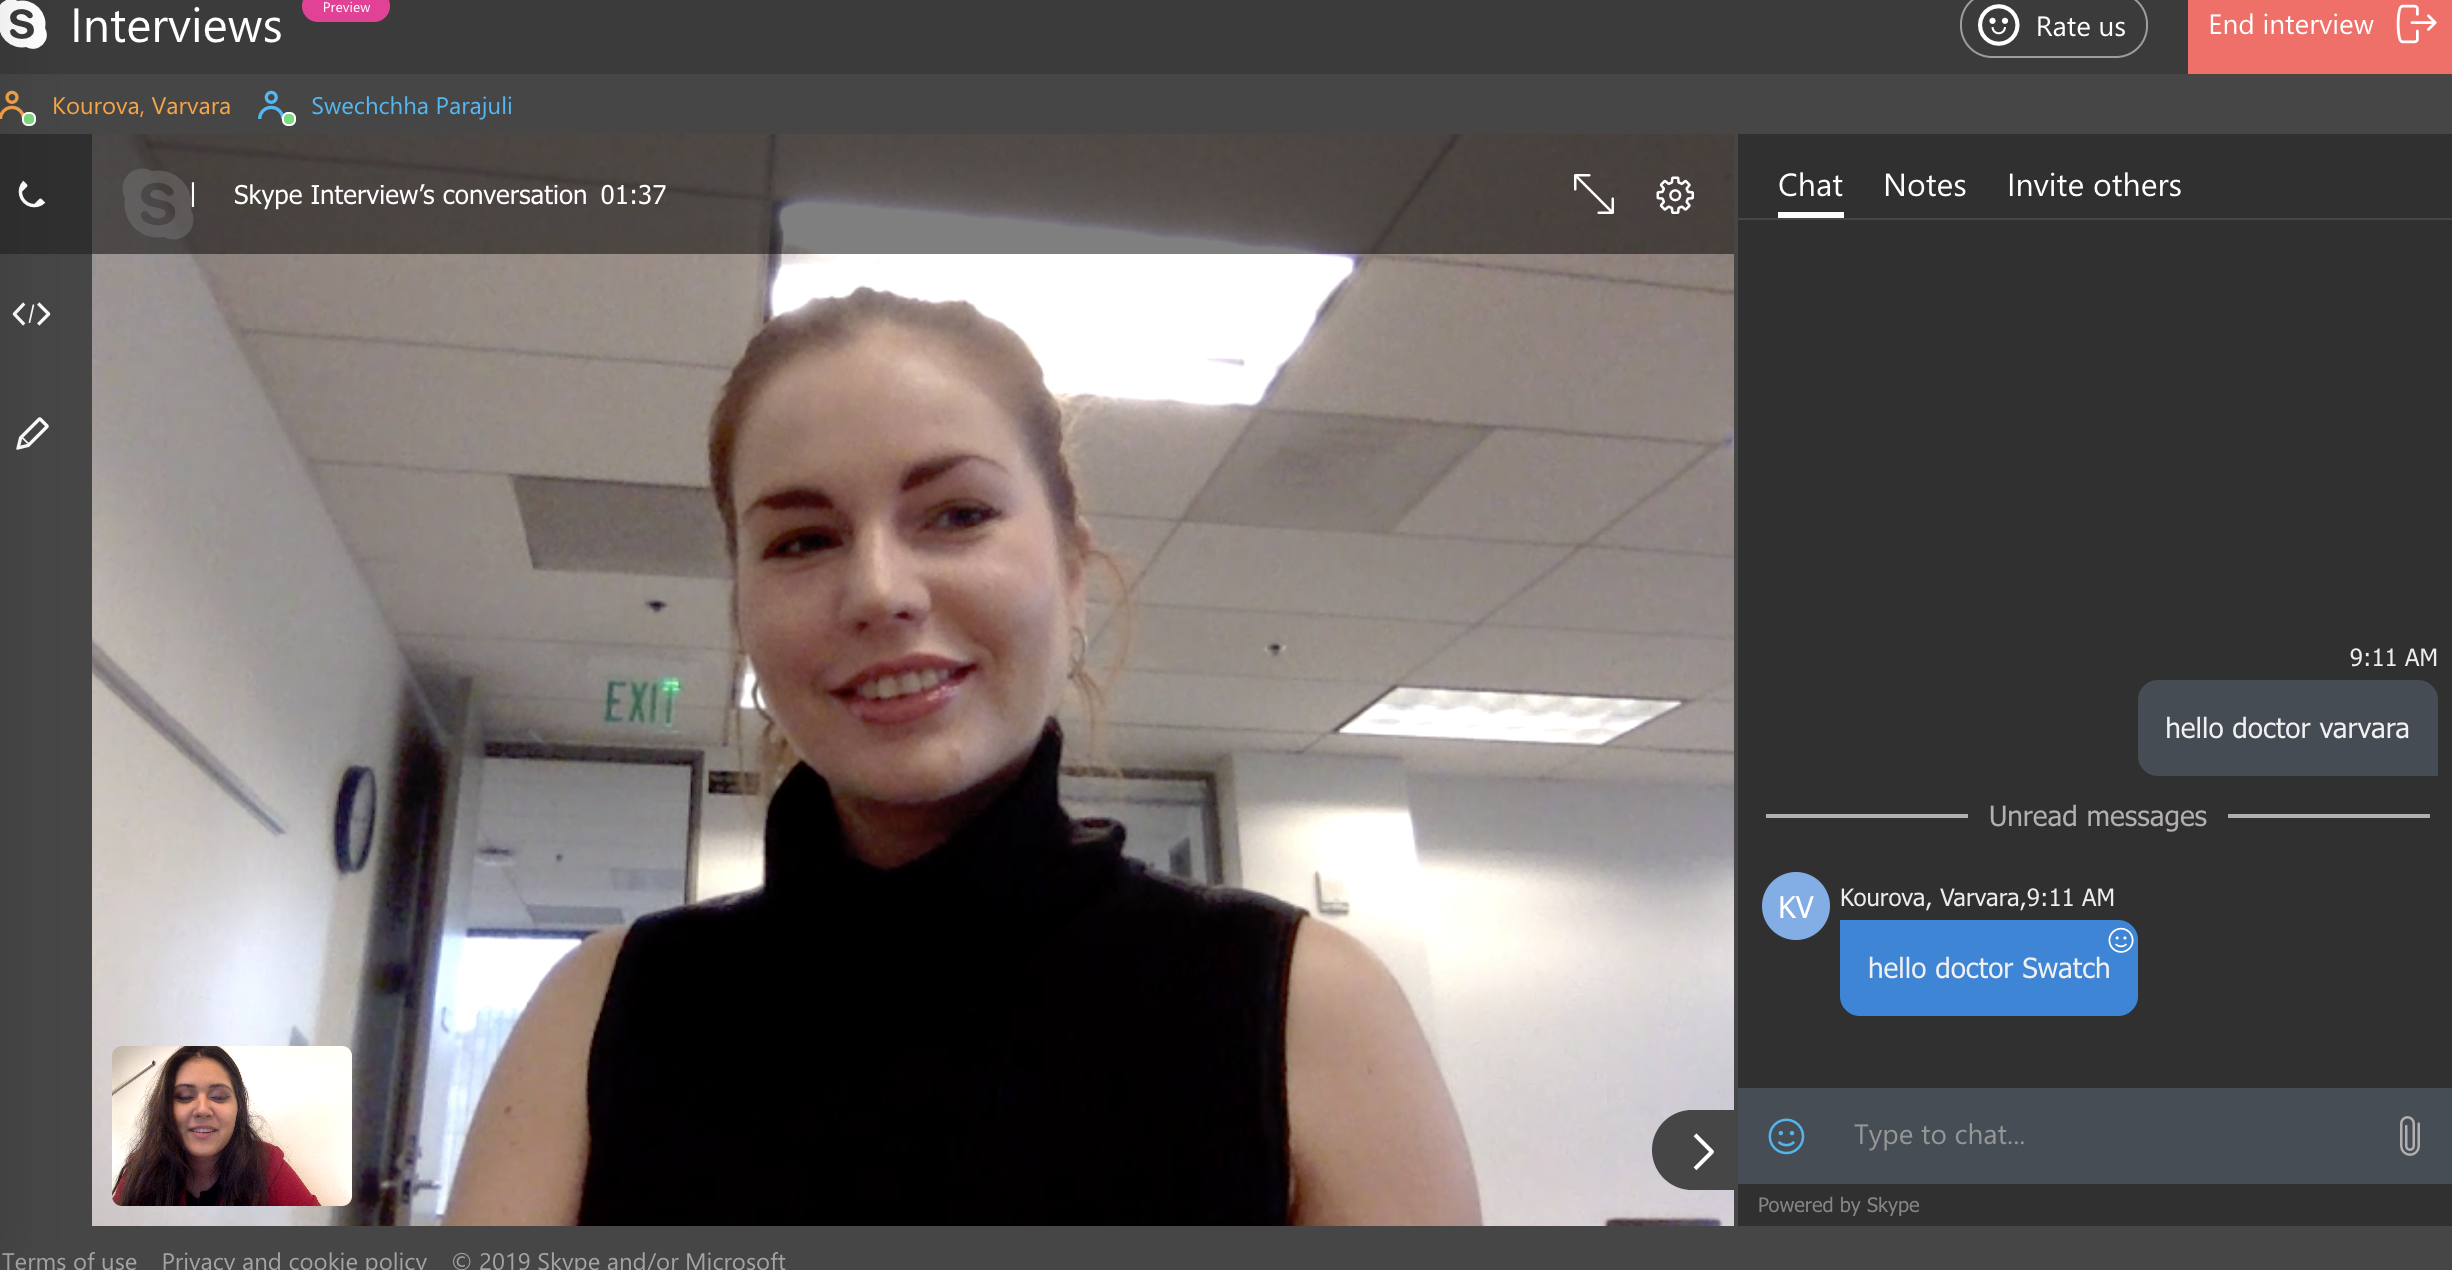 Interviews
Preview
Rate us
End interview
Kourova, Varvara
Swechchha Parajuli
Skype Interview’s conversation 01:37
Chat
Notes
Invite others
EXIT
9:11 AM
hello doctor varvara
Unread messages
KV
Kourova, Varvara,9:11 AM
hello doctor Swatch
Type to chat...
Powered by Skype
Terms of use Privacy and cookie policy © 2019 Skype and/or Microsoft